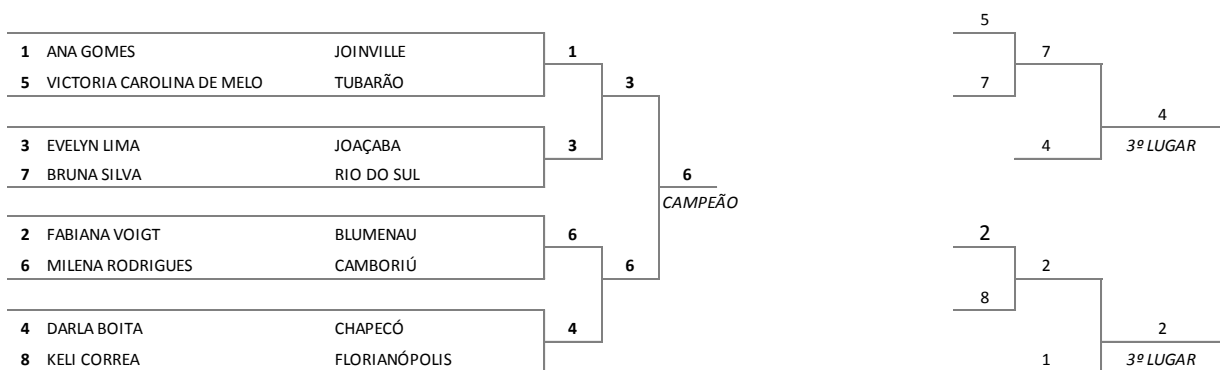 5
1 ANA GOMES JOINVILLE 1 7
5 VICTORIA CAROLINA DE MELO TUBARÃO 3 7
4
3 EVELYN LIMA JOAÇABA 3 4 3º LUGAR
7 BRUNA SILVA RIO DO SUL 6
CAMPEÃO
2 FABIANA VOIGT BLUMENAU 6 2
6 MILENA RODRIGUES CAMBORIÚ 6 2
8
4 DARLA BOITA CHAPECÓ 4 2
8 KELI CORREA FLORIANÓPOLIS 1 3º LUGAR